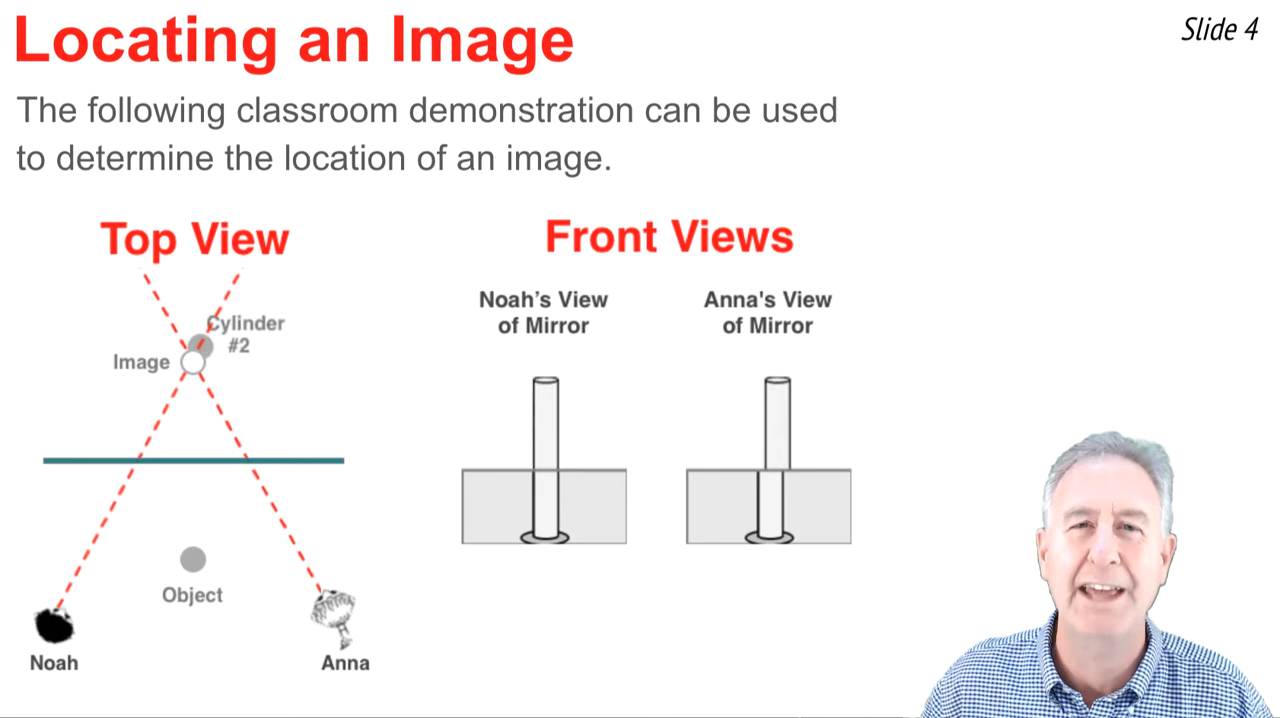 Locating an Image
Slide 4
The following classroom demonstration can be used
to determine the location of an image.
Top View
Cylinder
#2
Image
Object
Noah
Anna
Front Views
Noah's View
of Mirror
Anna's View
of Mirror